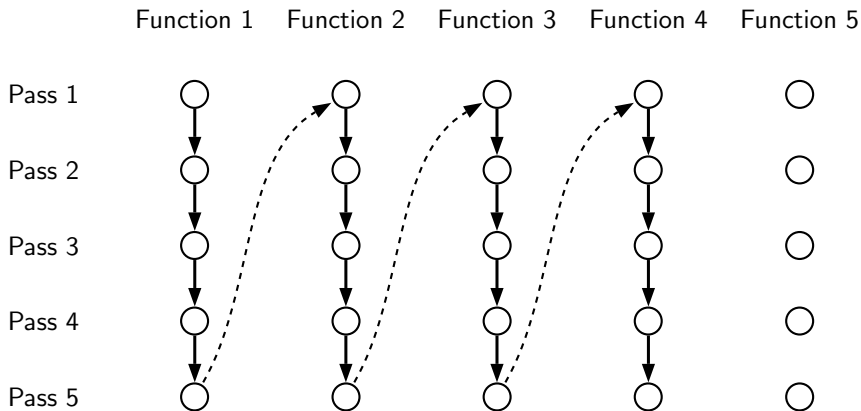 Function 1 Function 2 Function 3 Function 4 Function 5
Pass 1
Pass 2
Pass 3
Pass 4
Pass 5